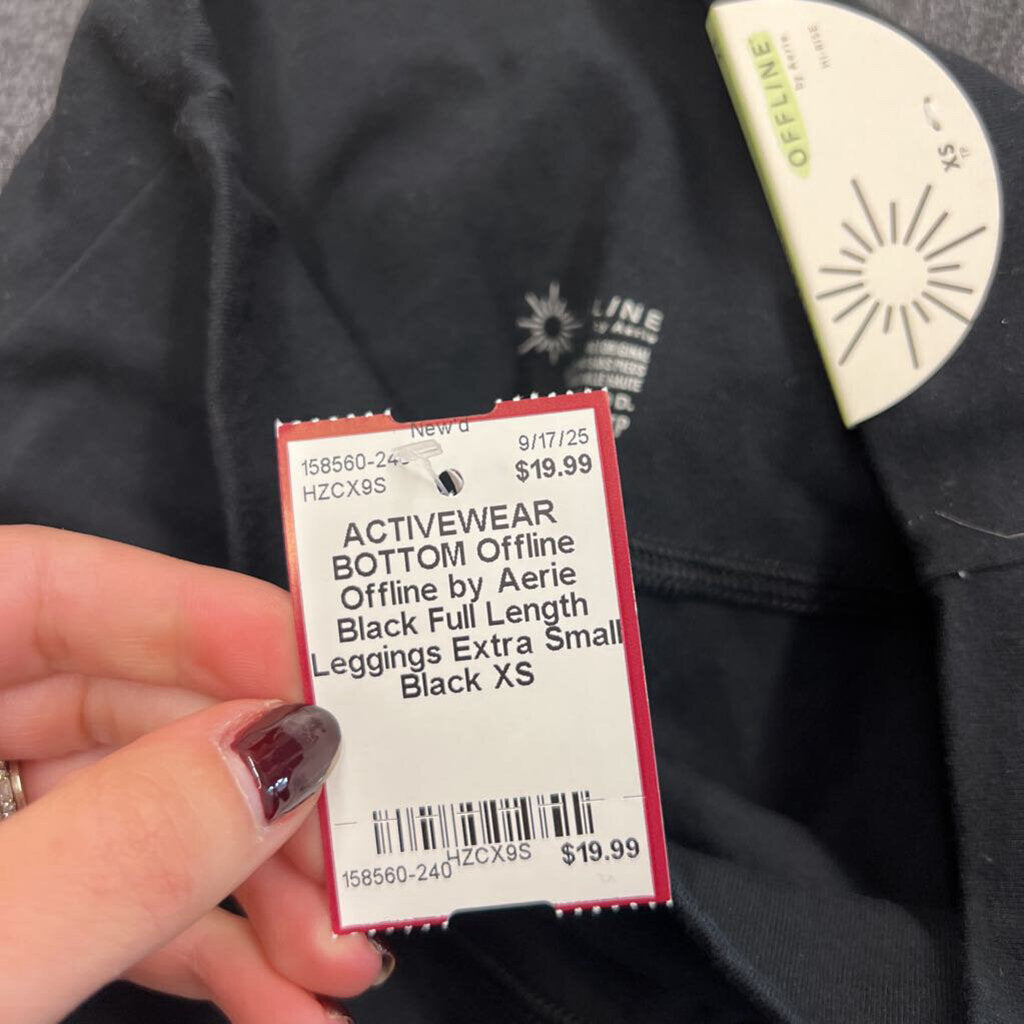 OFFLINE
by Aerie.
HI-RISE
XS
LINE
by Aerie
New'd
158560-240
9/17/25
HZCX9S
$19.99
ACTIVEWEAR
BOTTOM Offline
Offline by Aerie
Black Full Length
Leggings Extra Small
Black XS
HZCX9S
$19.99
158560-240